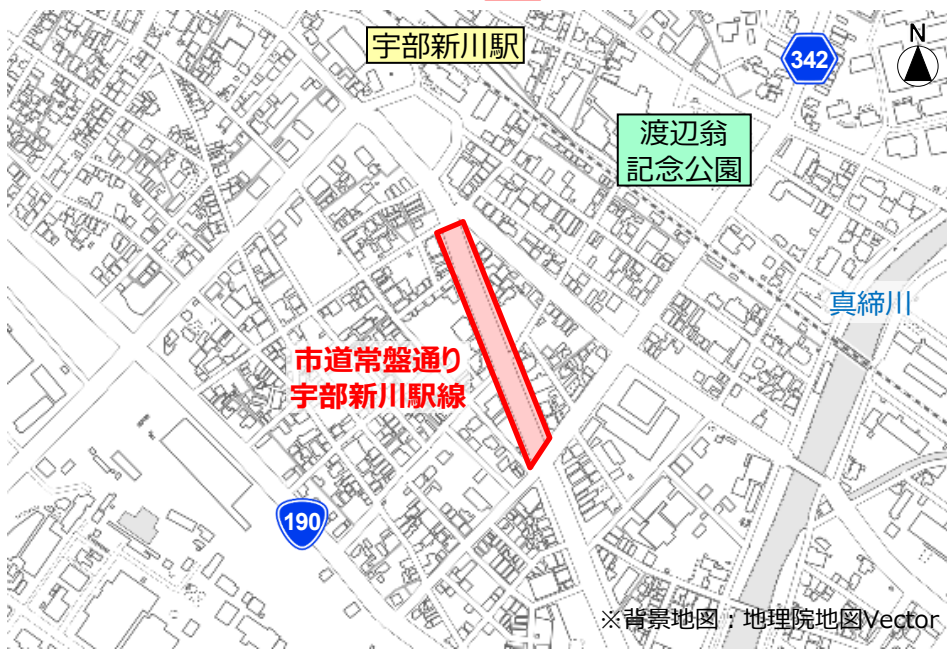 宇部新川駅
342
N
渡辺翁
記念公園
真締川
市道常盤通り
宇部新川駅線
190
※背景地図：地理院地図Vector